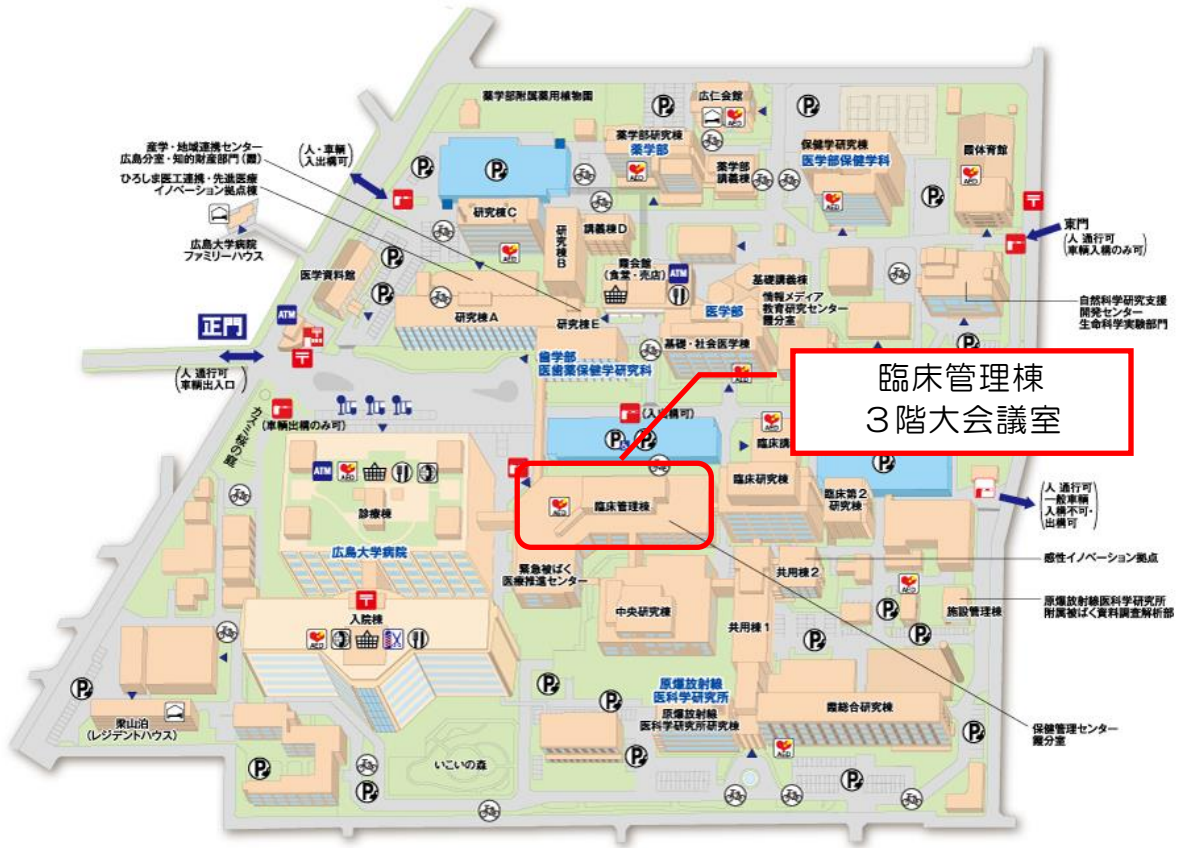 薬学部附属薬用植物園
広仁会館
AED
産学・地域連携センター
広島分室・知的財産部門(霞)
(人・車輌
入出構可)
P
薬学部研究棟
薬学部
薬学部
講義棟
保健学研究棟
医学部保健学科
霞体育館
ひろしま医工連携・先進医療
イノベーション拠点棟
研究棟C
研究棟B
講義棟D
広島大学病院
ファミリーハウス
医学資料館
霞会館
(食堂・売店)
ATM
基礎講義棟
情報メディア
教育研究センター
霞分室
東門
(人 通行可
車輌入構のみ可)
自然科学研究支援
開発センター
生命科学実験部門
正門
ATM
(人 通行可
車輌出入口)
研究棟A
研究棟E
医学部
基礎・社会医学棟
歯学部
医歯薬保健学研究科
臨床管理棟
3階大会議室
カスミ桜の庭
(車輌出構のみ可)
(入出構可)
臨床講
ATM
AED
診療棟
広島大学病院
AED
臨床管理棟
臨床研究棟
臨床第2
研究棟
(人 通行可
一般車輌
入構不可・
出構可)
緊急被ばく
医療推進センター
共用棟2
感性イノベーション拠点
入院棟
AED
中央研究棟
共用棟1
施設管理棟
原爆放射線医科学研究所
附属被ばく資料調査解析部
原爆放射線
医科学研究所
原爆放射線
医科学研究所研究棟
霞総合研究棟
保健管理センター
霞分室
梁山泊
(レジデントハウス)
いこいの森